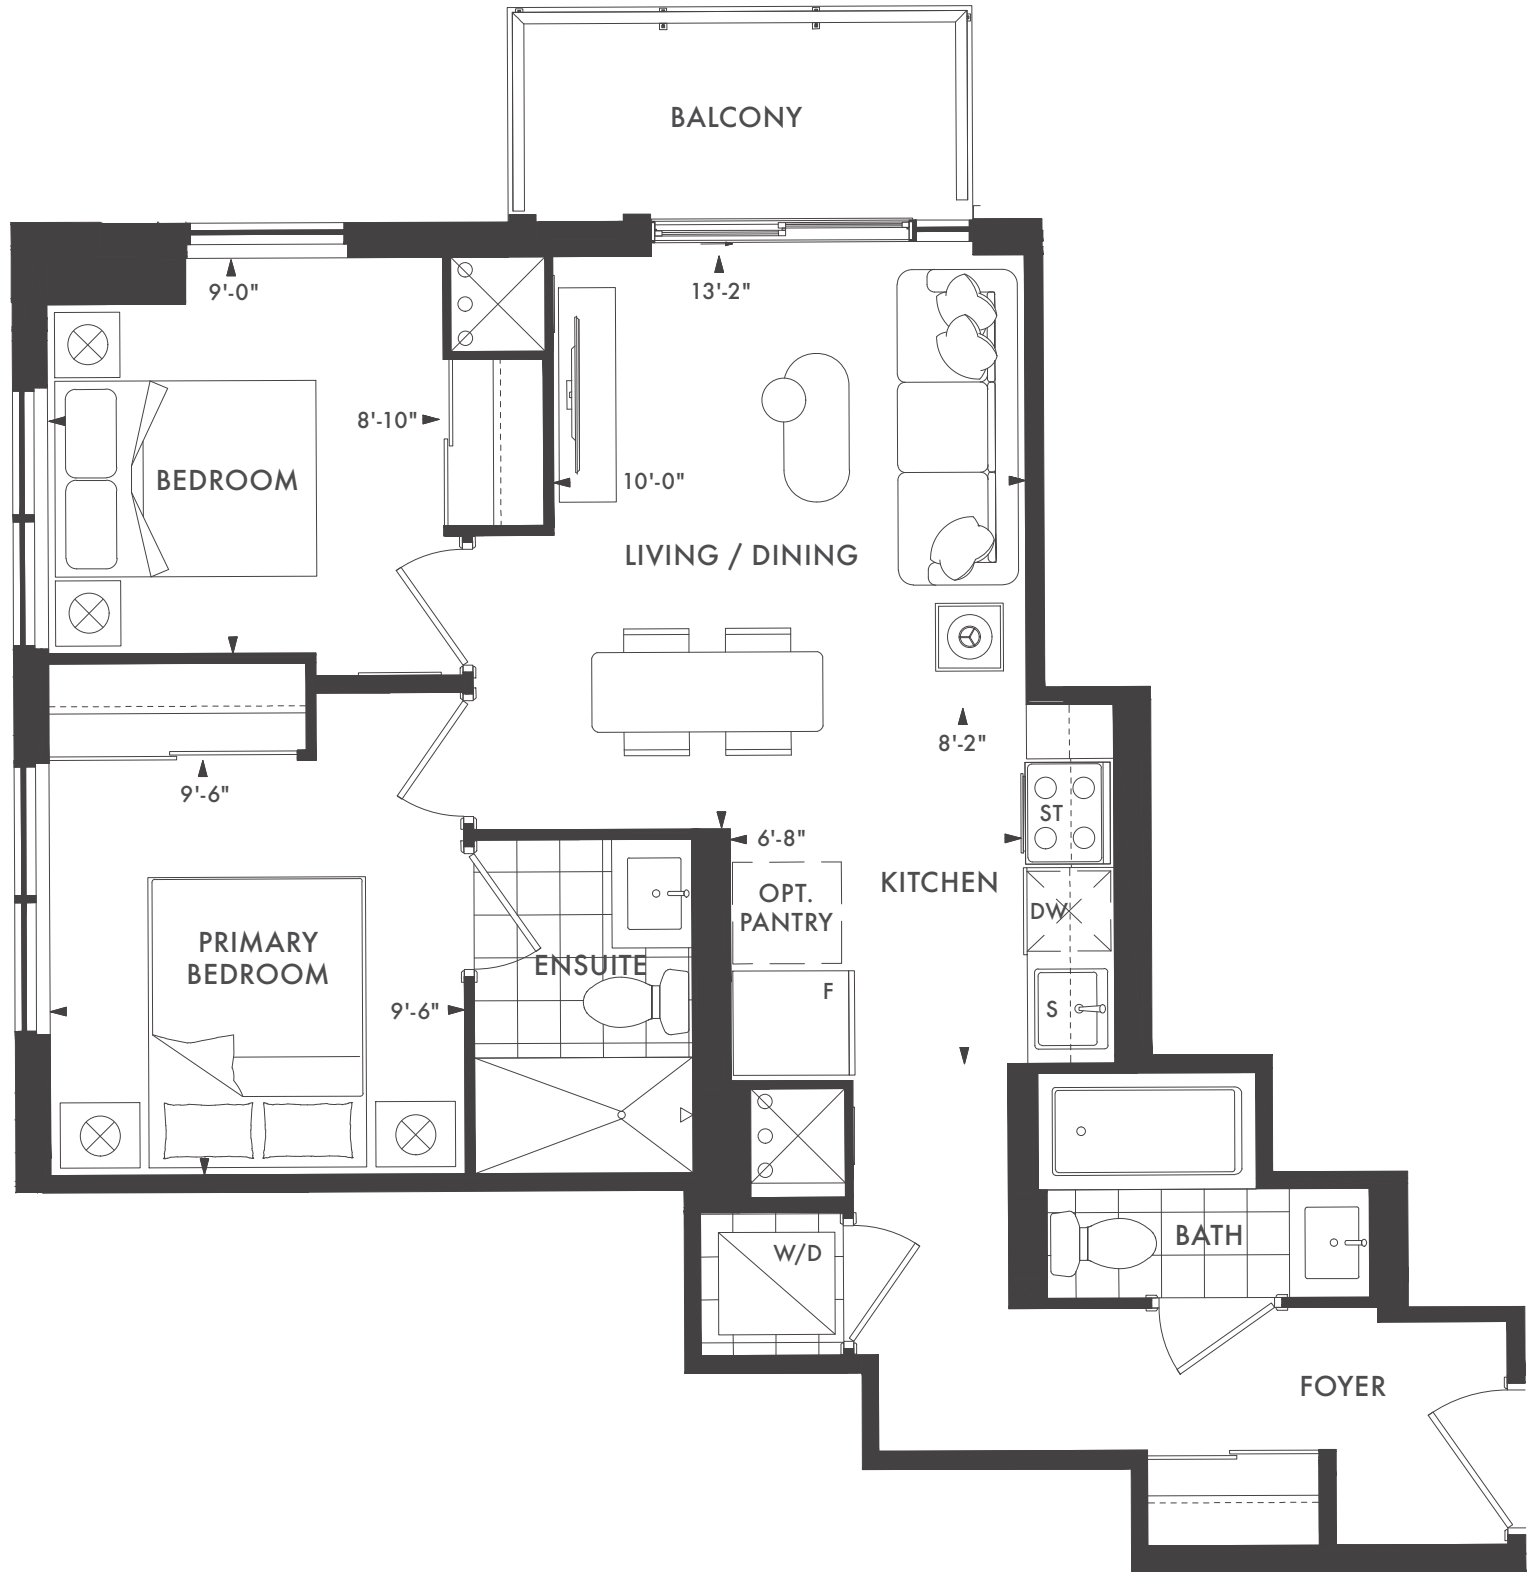 BALCONY
9'-0"
13'-2"
8'-10"
BEDROOM
10'-0"
LIVING / DINING
8'-2"
9'-6"
ST
6'-8"
KITCHEN
OPT.
PANTRY
DW
PRIMARY
BEDROOM
ENSUITE
F
9'-6"
S
BATH
W/D
FOYER